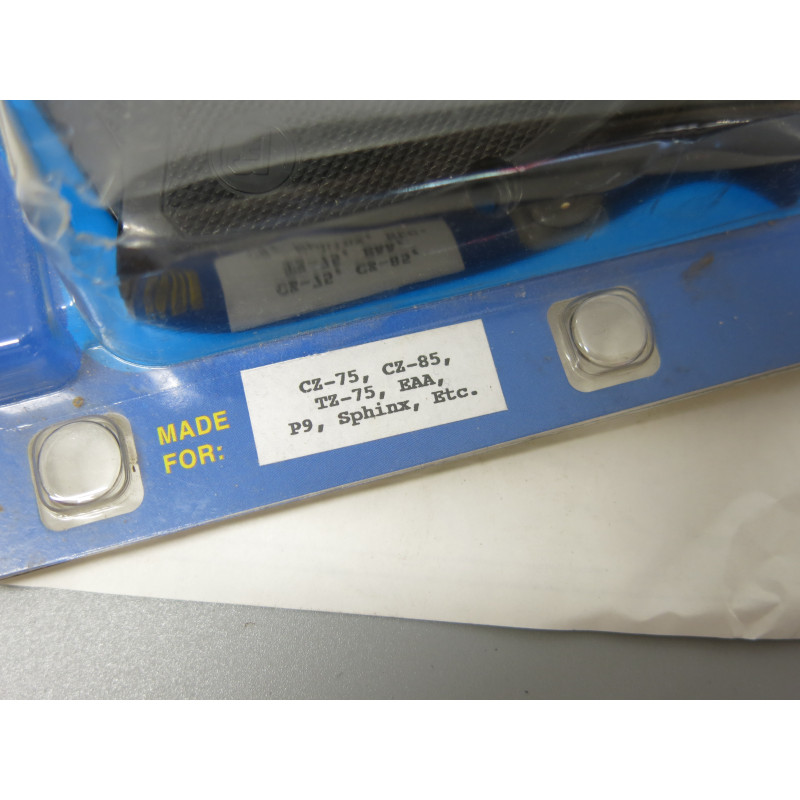 MADE
FOR:
CZ-75, CZ-85,
TZ-75, EAA,
P9, Sphinx, Etc.